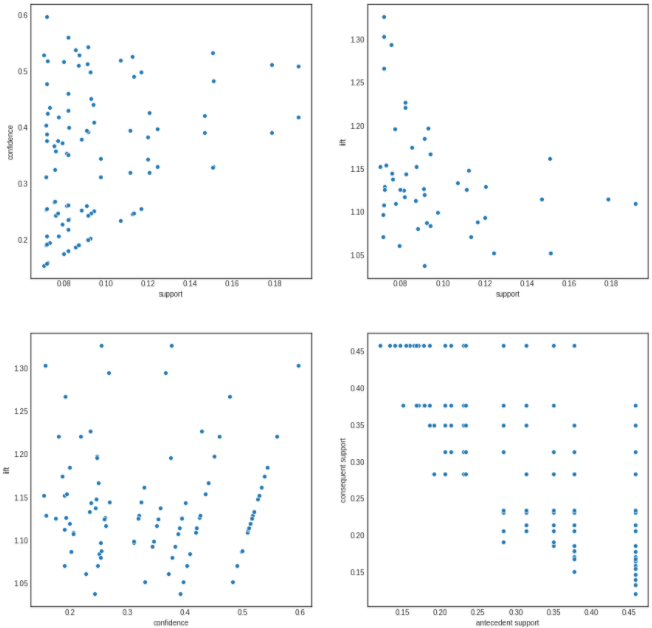 0.6
0.5
0.4
0.3
0.2
confidence
0.08 0.10 0.12 0.14 0.16 0.18
support
1.30
1.25
1.20
1.15
1.10
1.05
lift
0.08 0.10 0.12 0.14 0.16 0.18
support
1.30
1.25
1.20
1.15
1.10
1.05
lift
0.2 0.3 0.4 0.5 0.6
confidence
0.45
0.40
0.35
0.30
0.25
0.20
0.15
consequent support
0.15 0.20 0.25 0.30 0.35 0.40 0.45
antecedent support